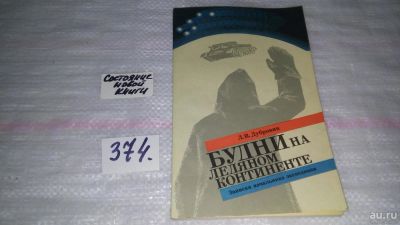 Состояние
новой
книги
374.
Л.И. Дубровин
БУДНИ НА
ЛЕДЯНОМ
КОНТИНЕНТЕ
Записки начальника экспедиции
au.ru